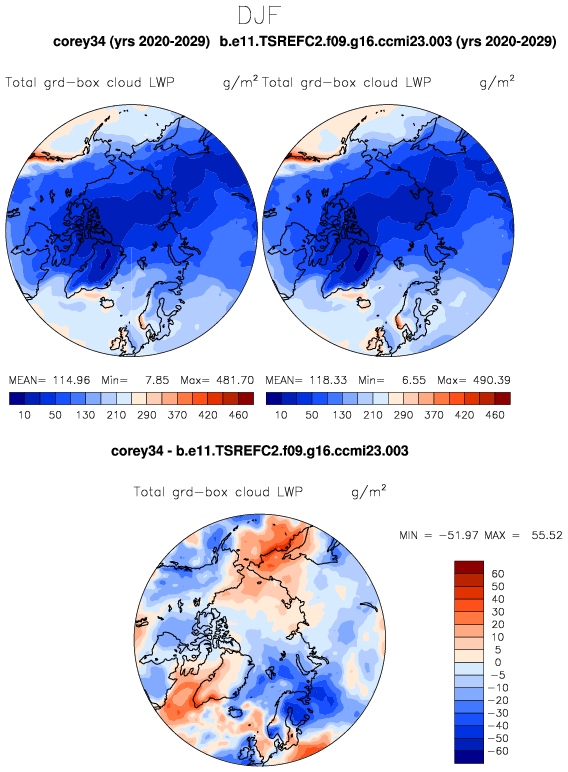 DJF
corey34 (yrs 2020-2029) b.e11.TSREFC2.f09.g16.ccmi23.003 (yrs 2020-2029)
Total grd-box cloud LWP g/m² Total grd-box cloud LWP g/m²
MEAN= 114.96 Min= 7.85 Max= 481.70 MEAN= 118.33 Min= 6.55 Max= 490.39
10 50 130 210 290 370 420 460 10 50 130 210 290 370 420 460
corey34 - b.e11.TSREFC2.f09.g16.ccmi23.003
Total grd-box cloud LWP g/m²
MIN = -51.97 MAX = 55.52
60
50
40
30
20
10
5
0
-5
-10
-20
-30
-40
-50
-60